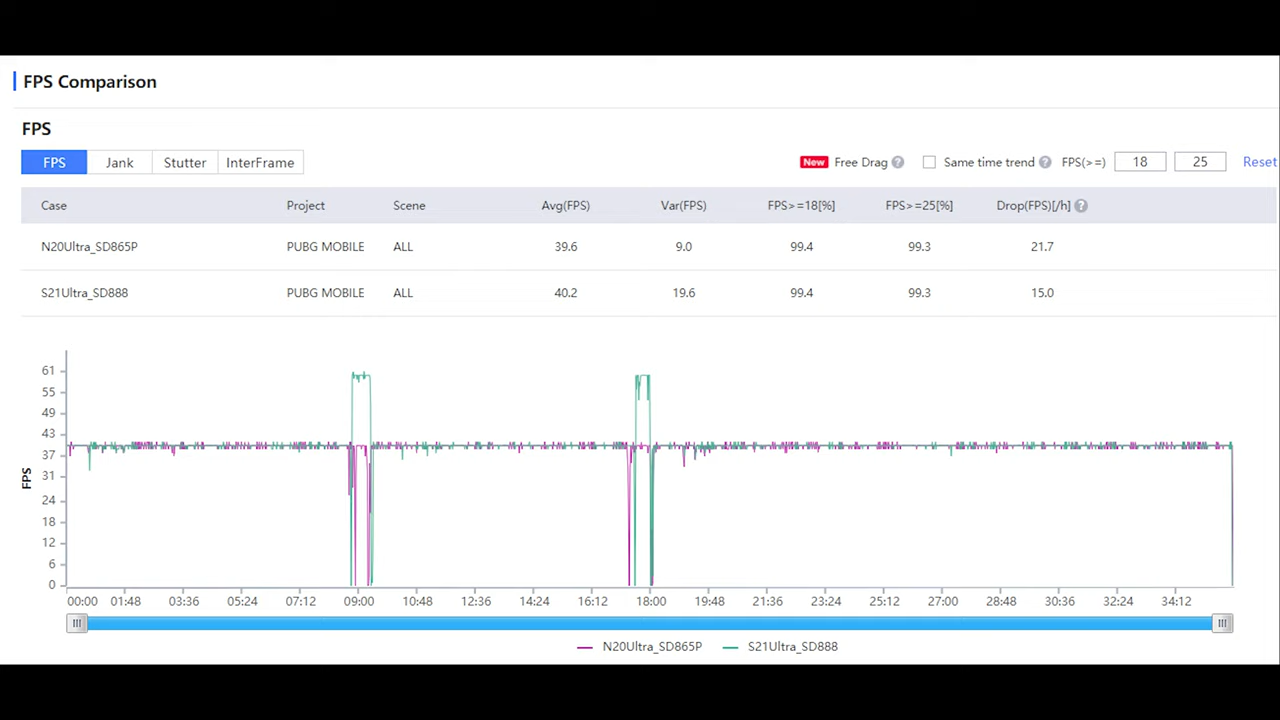 FPS Comparison
FPS
FPS Jank Stutter InterFrame New Free Drag ? Same time trend ? FPS(>=) 18 25 Reset
Case Project Scene Avg(FPS) Var(FPS) FPS>=18[%] FPS>=25[%] Drop(FPS)[/h] ?
N20Ultra_SD865P PUBG MOBILE ALL 39.6 9.0 99.4 99.3 21.7
S21Ultra_SD888 PUBG MOBILE ALL 40.2 19.6 99.4 99.3 15.0
61
55
49
43
37
31
24
18
12
6
0
FPS
00:00 01:48 03:36 05:24 07:12 09:00 10:48 12:36 14:24 16:12 18:00 19:48 21:36 23:24 25:12 27:00 28:48 30:36 32:24 34:12
N20Ultra_SD865P S21Ultra_SD888